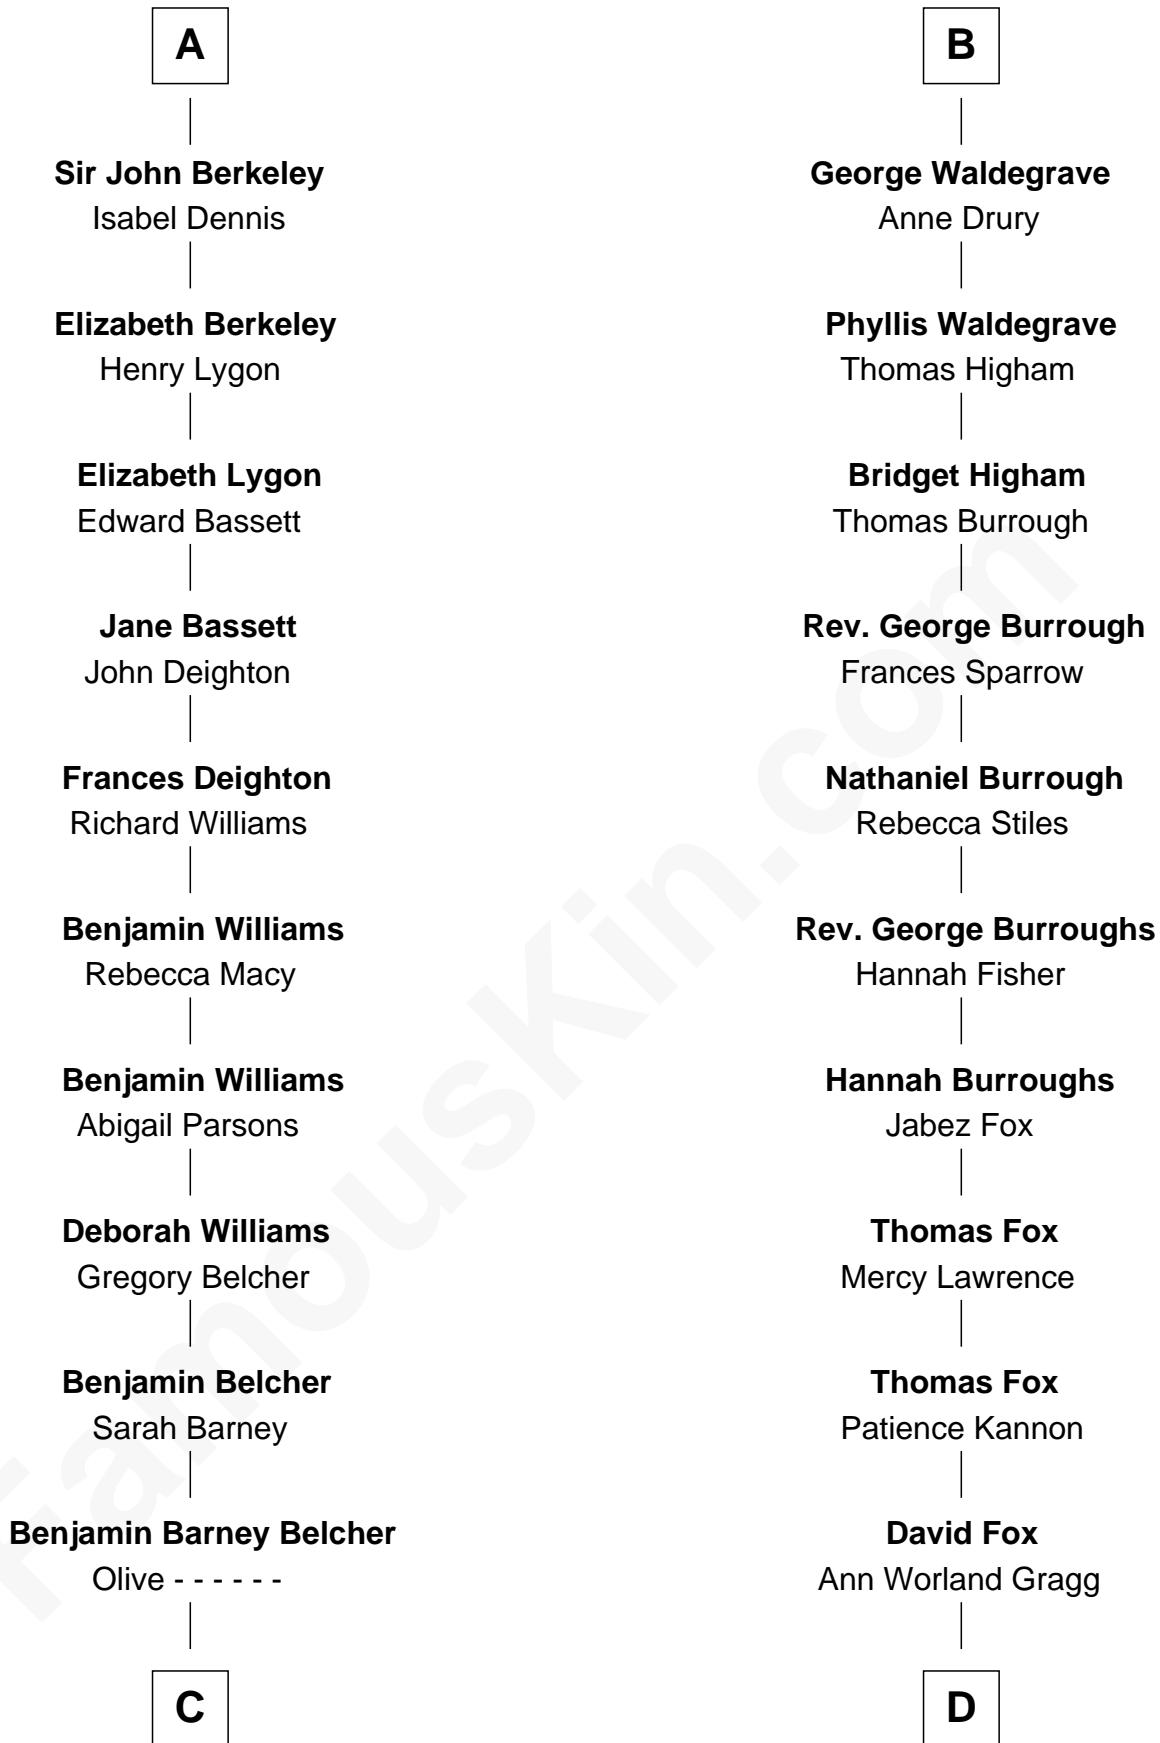 A
Sir John Berkeley
Isabel Dennis
Elizabeth Berkeley
Henry Lygon
Elizabeth Lygon
Edward Bassett
Jane Bassett
John Deighton
Frances Deighton
Richard Williams
Benjamin Williams
Rebecca Macy
Benjamin Williams
Abigail Parsons
Deborah Williams
Gregory Belcher
Benjamin Belcher
Sarah Barney
Benjamin Barney Belcher
Olive - - - - - -
C
B
George Waldegrave
Anne Drury
Phyllis Waldegrave
Thomas Higham
Bridget Higham
Thomas Burrough
Rev. George Burrough
Frances Sparrow
Nathaniel Burrough
Rebecca Stiles
Rev. George Burroughs
Hannah Fisher
Hannah Burroughs
Jabez Fox
Thomas Fox
Mercy Lawrence
Thomas Fox
Patience Kannon
David Fox
Ann Worland Gragg
D
FamousKin.com